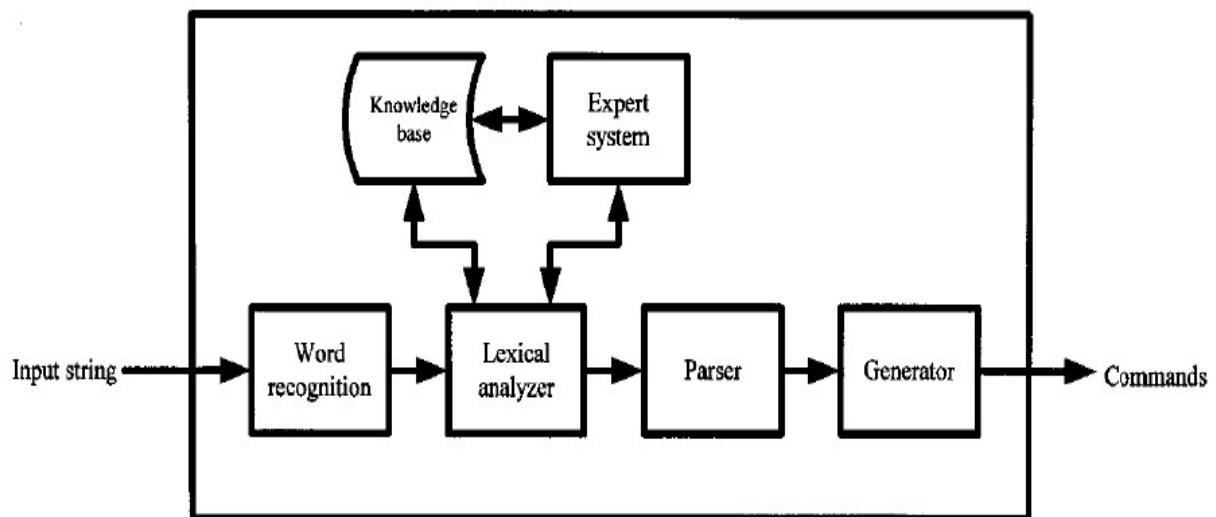 Knowledge
base
Expert
system
Input string
Word
recognition
Lexical
analyzer
Parser
Generator
Commands